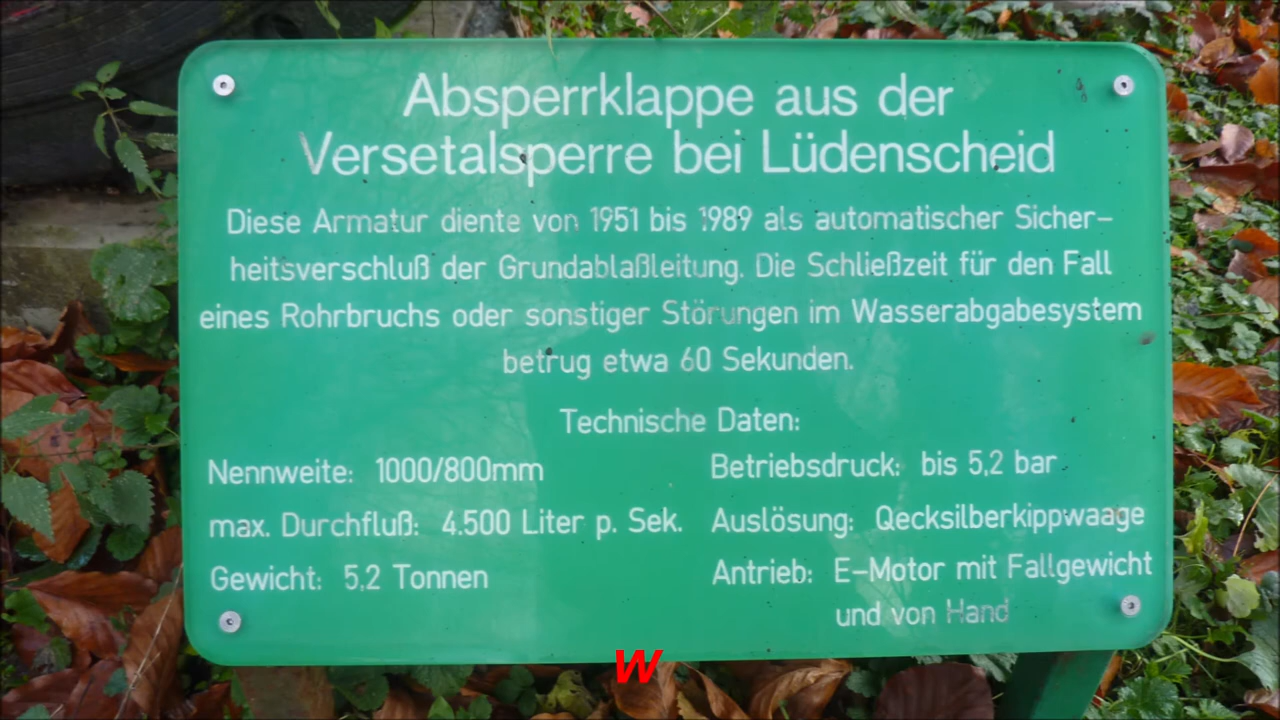 Absperrklappe aus der
Versetalsperre bei Lüdenscheid
Diese Armatur diente von 1951 bis 1989 als automatischer Sicher-
heitsverschluß der Grundablaßleitung. Die Schließzeit für den Fall
eines Rohrbruchs oder sonstiger Störungen im Wasserabgabesystem
betrug etwa 60 Sekunden.
Technische Daten:
Nennweite: 1000/800mm
Betriebsdruck: bis 5,2 bar
max. Durchfluß: 4.500 Liter p. Sek.
Auslösung: Qecksilberkippwaage
Gewicht: 5,2 Tonnen
Antrieb: E-Motor mit Fallgewicht
und von Hand
W